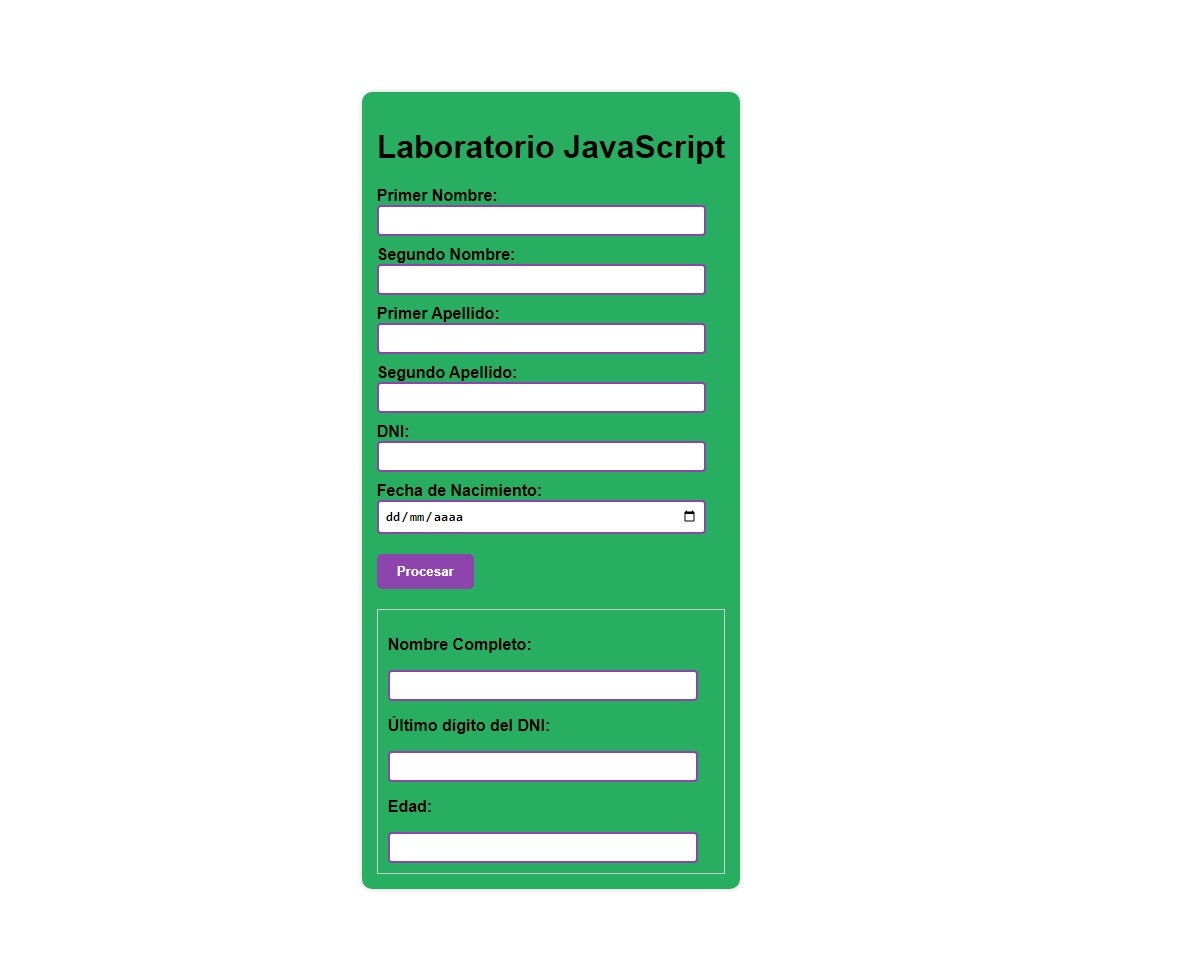 Laboratorio JavaScript
Primer Nombre:
Segundo Nombre:
Primer Apellido:
Segundo Apellido:
DNI:
Fecha de Nacimiento:
dd/mm/aaaa
Procesar
Nombre Completo:
Último dígito del DNI:
Edad: